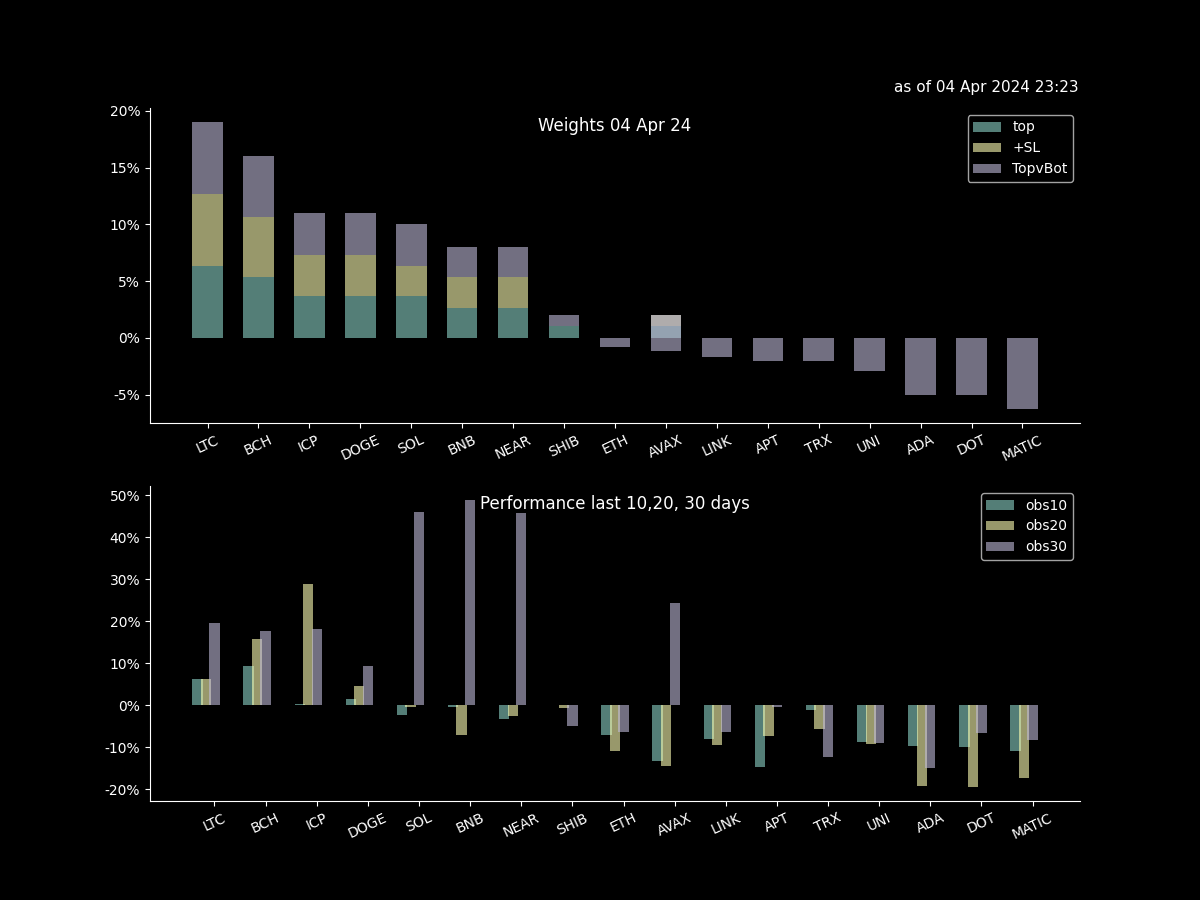 as of 04 Apr 2024 23:23
Weights 04 Apr 24
top
+SL
TopvBot
20%
15%
10%
5%
0%
-5%
LTC BCH ICP DOGE SOL BNB NEAR SHIB ETH AVAX LINK APT TRX UNI ADA DOT MATIC
Performance last 10,20, 30 days
obs10
obs20
obs30
50%
40%
30%
20%
10%
0%
-10%
-20%
LTC BCH ICP DOGE SOL BNB NEAR SHIB ETH AVAX LINK APT TRX UNI ADA DOT MATIC